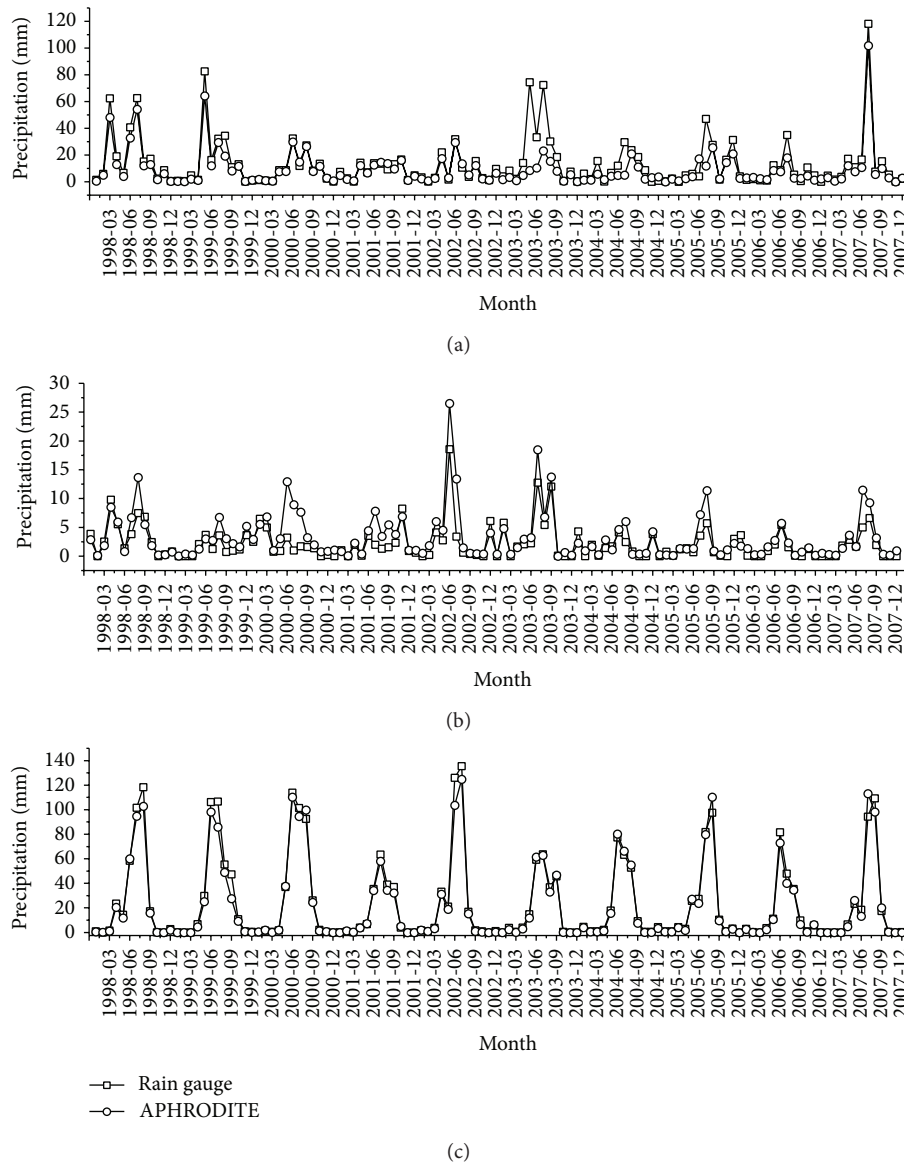 120
100
80
60
40
20
0
Precipitation (mm)
1998-03 1998-06 1998-09 1998-12 1999-03 1999-06 1999-09 1999-12 2000-03 2000-06 2000-09 2000-12 2001-03 2001-06 2001-09 2001-12 2002-03 2002-06 2002-09 2002-12 2003-03 2003-06 2003-09 2003-12 2004-03 2004-06 2004-09 2004-12 2005-03 2005-06 2005-09 2005-12 2006-03 2006-06 2006-09 2006-12 2007-03 2007-06 2007-09 2007-12
Month
(a)
30
25
20
15
10
5
0
Precipitation (mm)
1998-03 1998-06 1998-09 1998-12 1999-03 1999-06 1999-09 1999-12 2000-03 2000-06 2000-09 2000-12 2001-03 2001-06 2001-09 2001-12 2002-03 2002-06 2002-09 2002-12 2003-03 2003-06 2003-09 2003-12 2004-03 2004-06 2004-09 2004-12 2005-03 2005-06 2005-09 2005-12 2006-03 2006-06 2006-09 2006-12 2007-03 2007-06 2007-09 2007-12
Month
(b)
140
120
100
80
60
40
20
0
Precipitation (mm)
1998-03 1998-06 1998-09 1998-12 1999-03 1999-06 1999-09 1999-12 2000-03 2000-06 2000-09 2000-12 2001-03 2001-06 2001-09 2001-12 2002-03 2002-06 2002-09 2002-12 2003-03 2003-06 2003-09 2003-12 2004-03 2004-06 2004-09 2004-12 2005-03 2005-06 2005-09 2005-12 2006-03 2006-06 2006-09 2006-12 2007-03 2007-06 2007-09 2007-12
Month
Rain gauge
APHRODITE
(c)